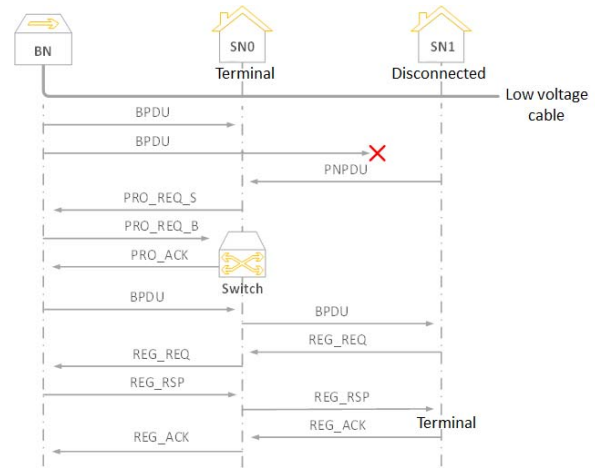 BN
SN0
SN1
Terminal
Disconnected
Low voltage
cable
BPDU
BPDU
PNPDU
PRO_REQ_S
PRO_REQ_B
PRO_ACK
Switch
BPDU
BPDU
REG_REQ
REG_REQ
REG_RSP
REG_RSP
Terminal
REG_ACK
REG_ACK